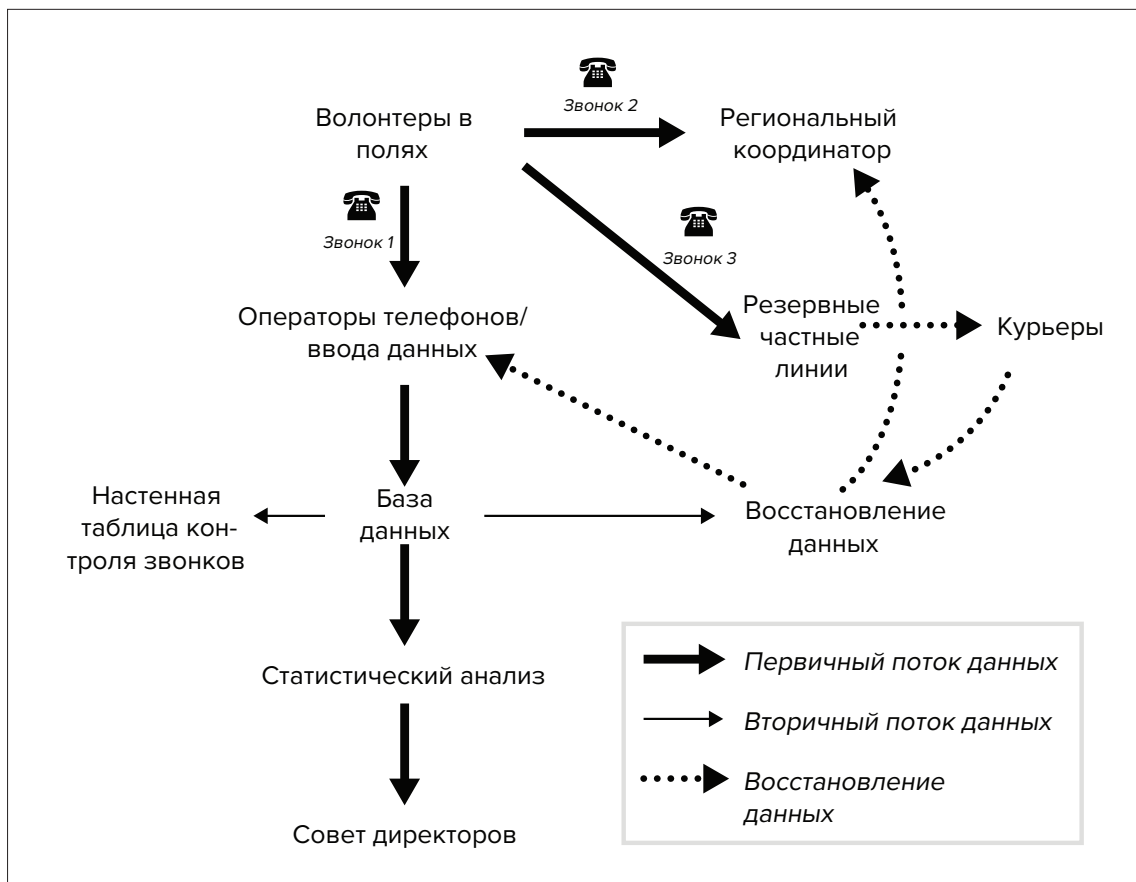 Звонок 2
Волонтеры в
полях
Региональный
координатор
Звонок 1
Звонок 3
Операторы телефонов/
ввода данных
Резервные
частные
линии
Курьеры
Настенная
таблица кон-
троля звонков
База
данных
Восстановление
данных
Статистический анализ
Совет директоров
Первичный поток данных
Вторичный поток данных
Восстановление
данных